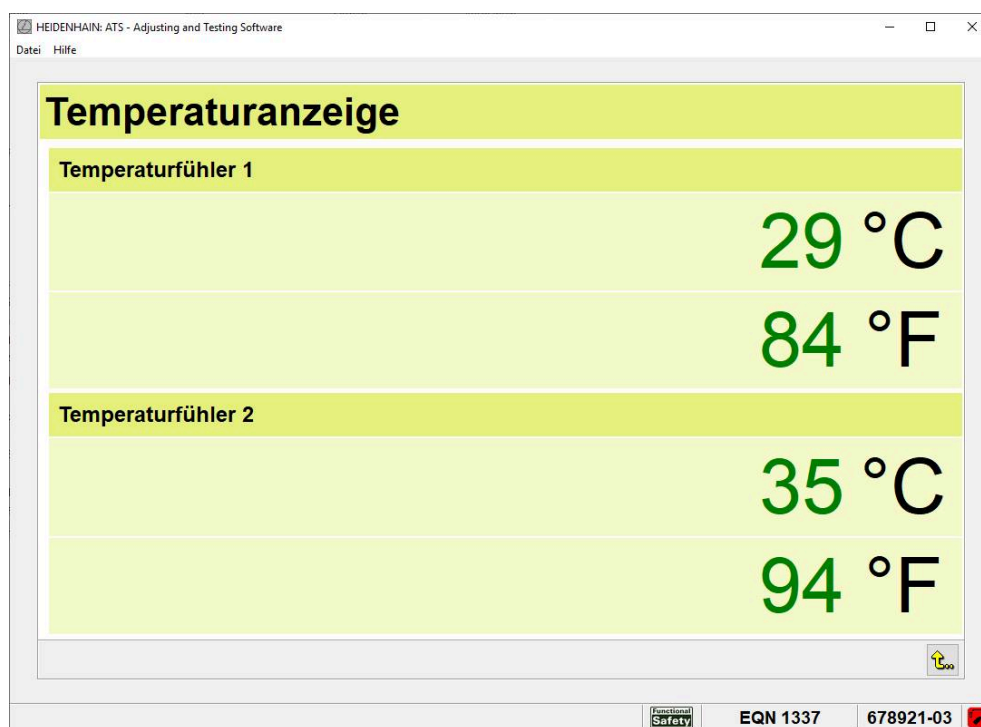 HEIDENHAIN: ATS - Adjusting and Testing Software
Datei Hilfe
Temperaturanzeige
Temperaturfühler 1
29 °C
84 °F
Temperaturfühler 2
35 °C
94 °F
Functional
Safety
EQN 1337
678921-03